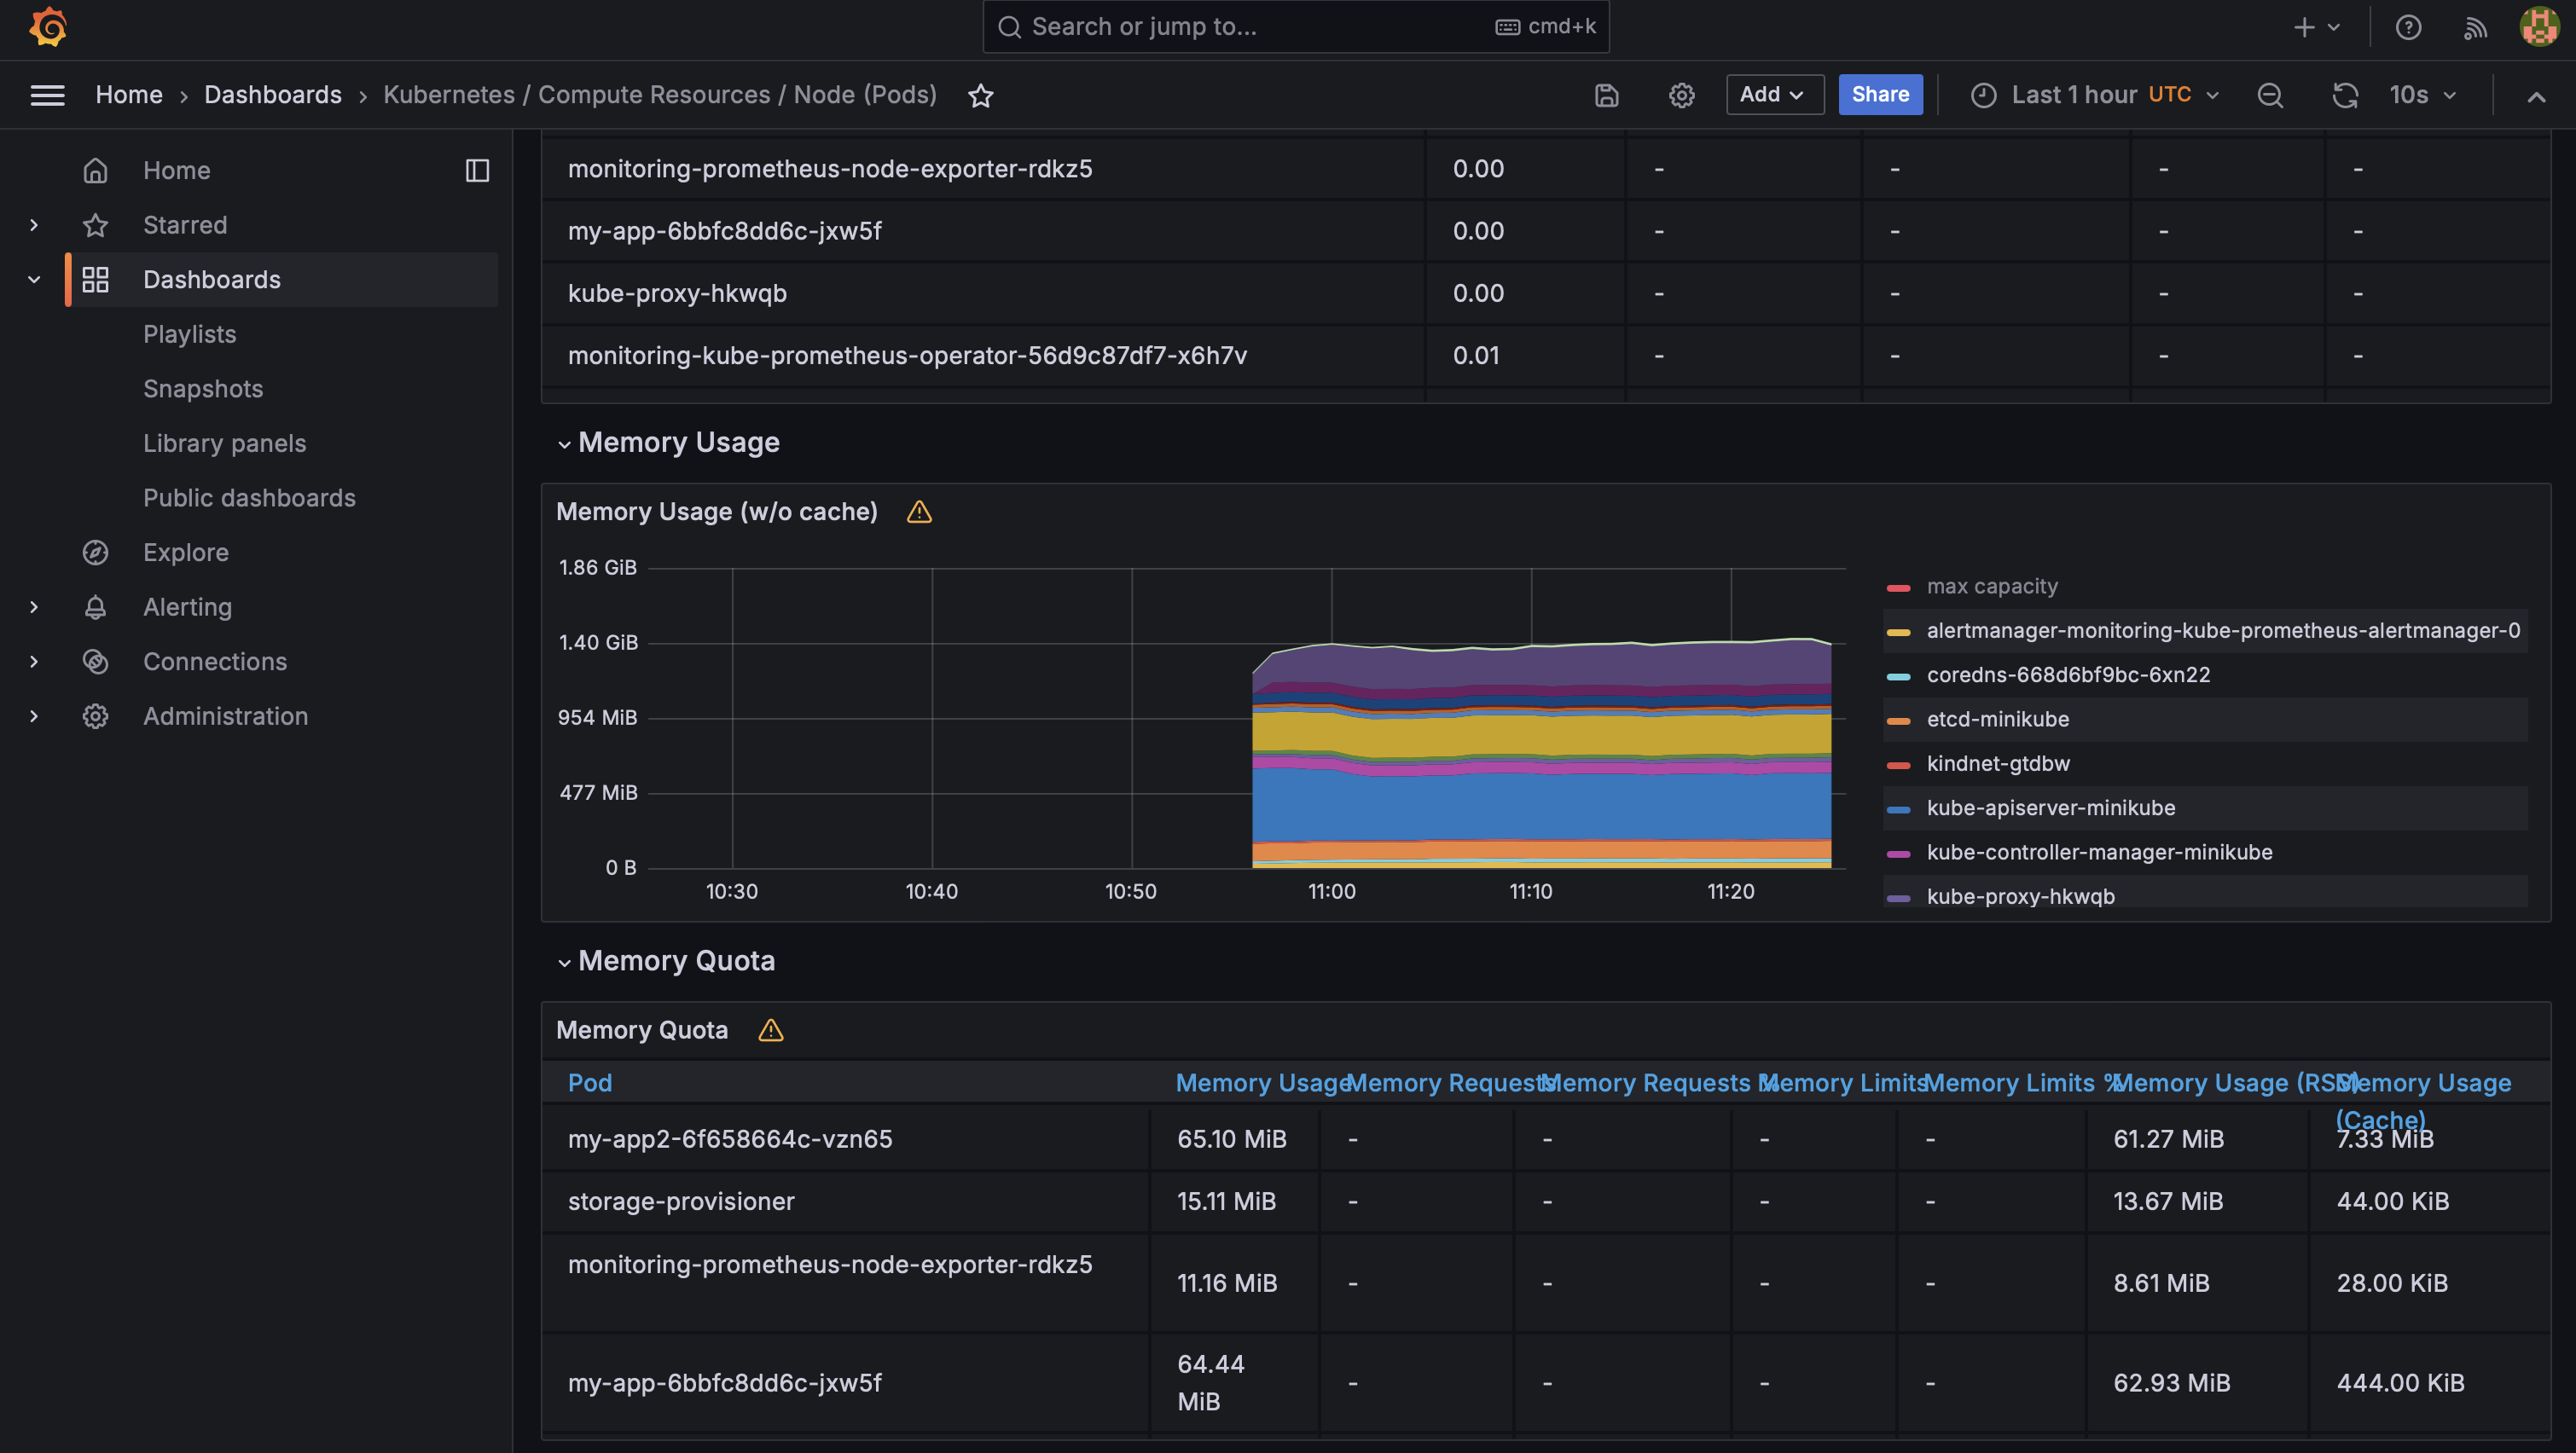 Search or jump to... cmd+k
Home › Dashboards › Kubernetes / Compute Resources / Node (Pods)
Add Share Last 1 hour UTC 10s
Home
Starred
Dashboards
Playlists
Snapshots
Library panels
Public dashboards
Explore
Alerting
Connections
Administration
monitoring-prometheus-node-exporter-rdkz5 0.00 - - - - -
my-app-6bbfc8dd6c-jxw5f 0.00 - - - - -
kube-proxy-hkwqb 0.00 - - - - -
monitoring-kube-prometheus-operator-56d9c87df7-x6h7v 0.01 - - - - -
Memory Usage
Memory Usage (w/o cache)
1.86 GiB
1.40 GiB
954 MiB
477 MiB
0 B
10:30 10:40 10:50 11:00 11:10 11:20
max capacity
alertmanager-monitoring-kube-prometheus-alertmanager-0
coredns-668d6bf9bc-6xn22
etcd-minikube
kindnet-gtdbw
kube-apiserver-minikube
kube-controller-manager-minikube
kube-proxy-hkwqb
Memory Quota
Memory Quota
Pod Memory Usage Memory Requests Memory Requests % Memory Limits Memory Limits % Memory Usage (RSS) Memory Usage
(Cache)
my-app2-6f658664c-vzn65 65.10 MiB - - - - 61.27 MiB 7.33 MiB
storage-provisioner 15.11 MiB - - - - 13.67 MiB 44.00 KiB
monitoring-prometheus-node-exporter-rdkz5 11.16 MiB - - - - 8.61 MiB 28.00 KiB
my-app-6bbfc8dd6c-jxw5f 64.44 MiB - - - - 62.93 MiB 444.00 KiB